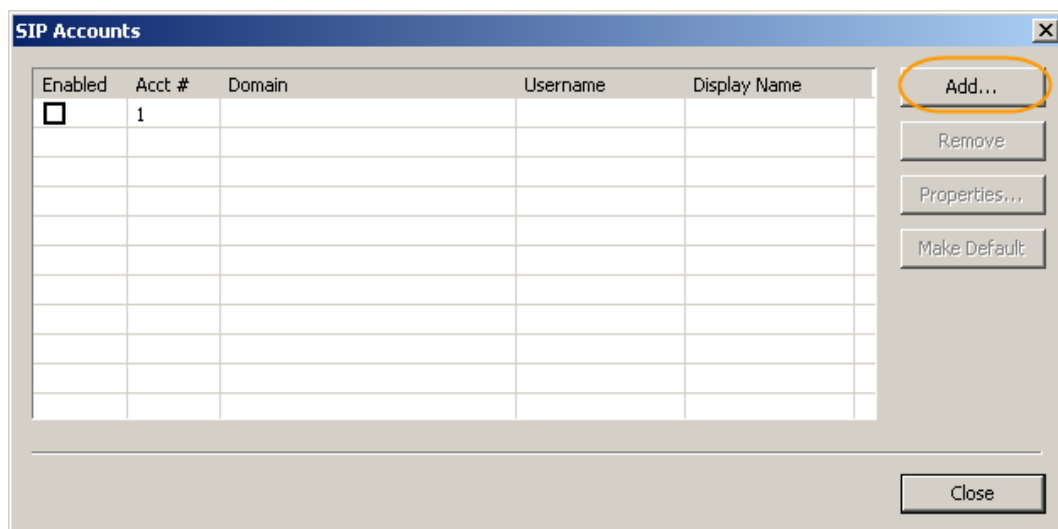 SIP Accounts
Enabled Acct # Domain Username Display Name
1
Add...
Remove
Properties...
Make Default
Close